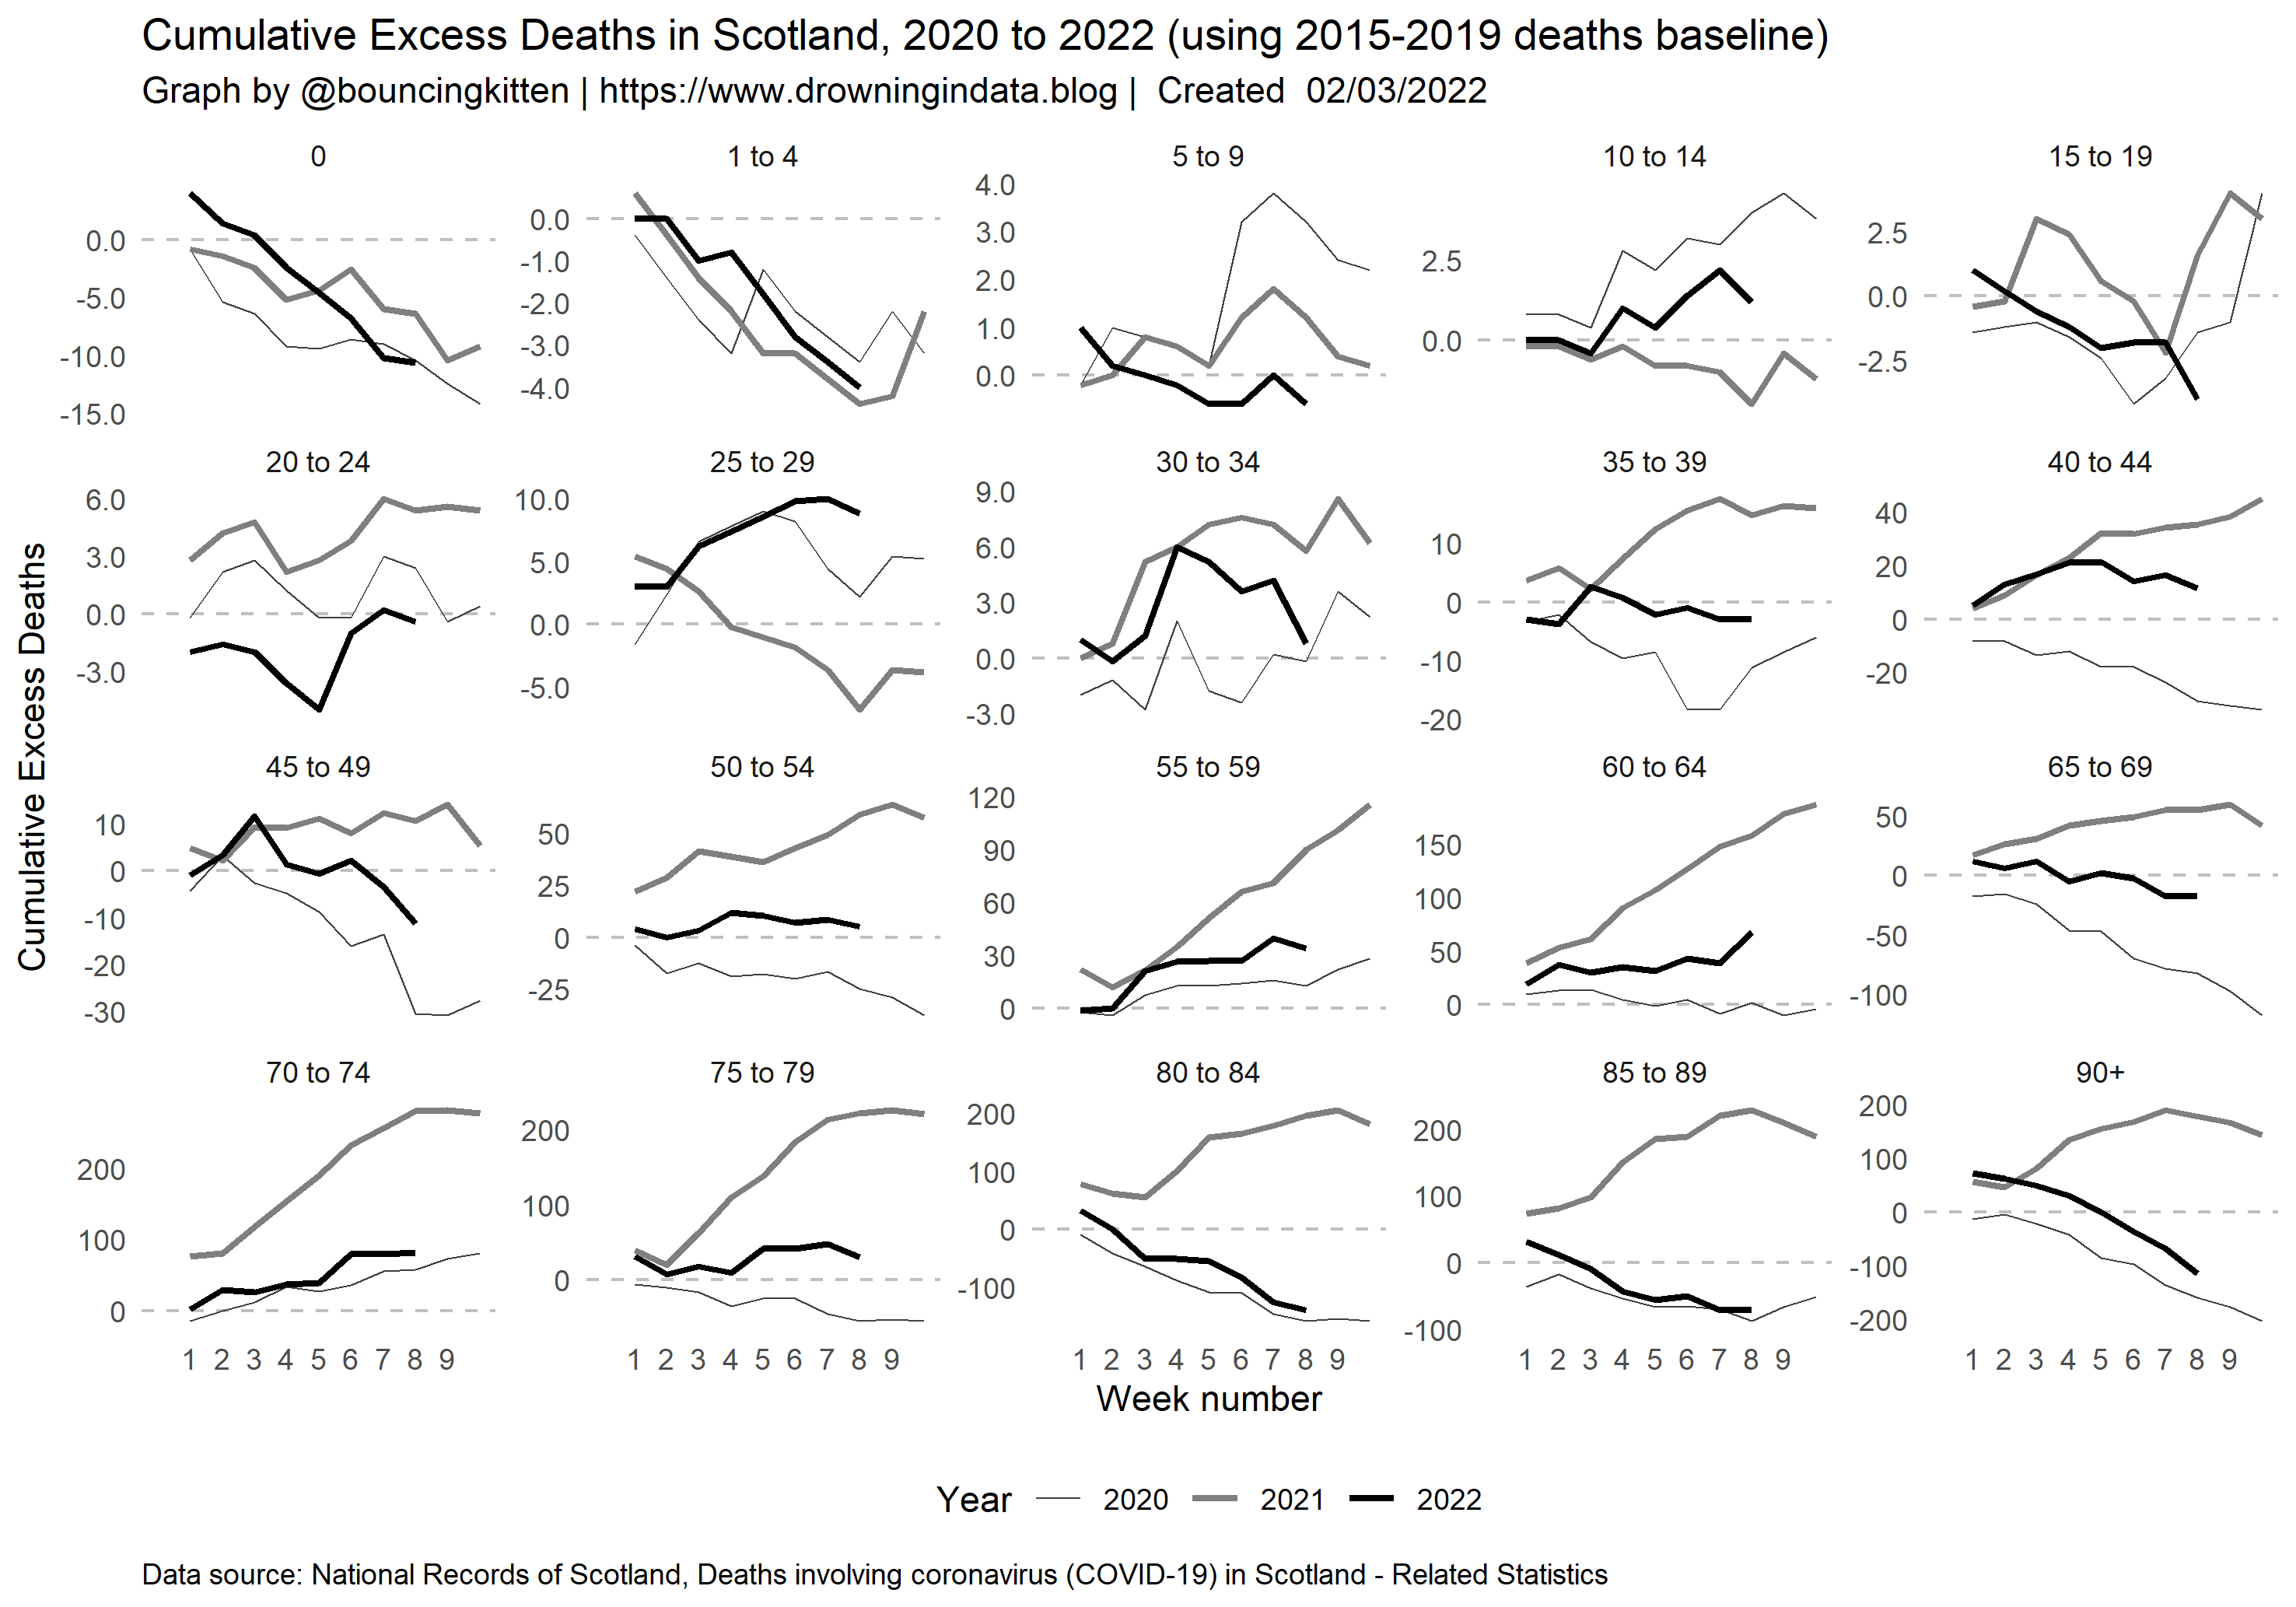 Cumulative Excess Deaths in Scotland, 2020 to 2022 (using 2015-2019 deaths baseline)
Graph by @bouncingkitten | https://www.drowningindata.blog |  Created  02/03/2022
0
1 to 4
5 to 9
10 to 14
15 to 19
0.0
-5.0
-10.0
-15.0
0.0
-1.0
-2.0
-3.0
-4.0
4.0
3.0
2.0
1.0
0.0
2.5
0.0
2.5
0.0
-2.5
20 to 24
25 to 29
30 to 34
35 to 39
40 to 44
6.0
3.0
0.0
-3.0
10.0
5.0
0.0
-5.0
9.0
6.0
3.0
0.0
-3.0
10
0
-10
-20
40
20
0
-20
Cumulative Excess Deaths
45 to 49
50 to 54
55 to 59
60 to 64
65 to 69
10
0
-10
-20
-30
50
25
0
-25
120
90
60
30
0
150
100
50
0
50
0
-50
-100
70 to 74
75 to 79
80 to 84
85 to 89
90+
200
100
0
200
100
0
200
100
0
-100
200
100
0
-100
200
100
0
-100
-200
1 2 3 4 5 6 7 8 9
1 2 3 4 5 6 7 8 9
1 2 3 4 5 6 7 8 9
1 2 3 4 5 6 7 8 9
1 2 3 4 5 6 7 8 9
Week number
Year 2020 2021 2022
Data source: National Records of Scotland, Deaths involving coronavirus (COVID-19) in Scotland - Related Statistics